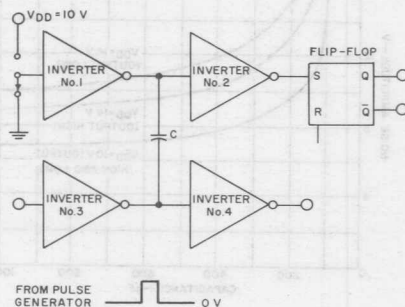 VDD=10 V
INVERTER
No.1
INVERTER
No.2
FLIP-FLOP
S Q
R Q̅
C
INVERTER
No.3
INVERTER
No.4
FROM PULSE
GENERATOR
0 V